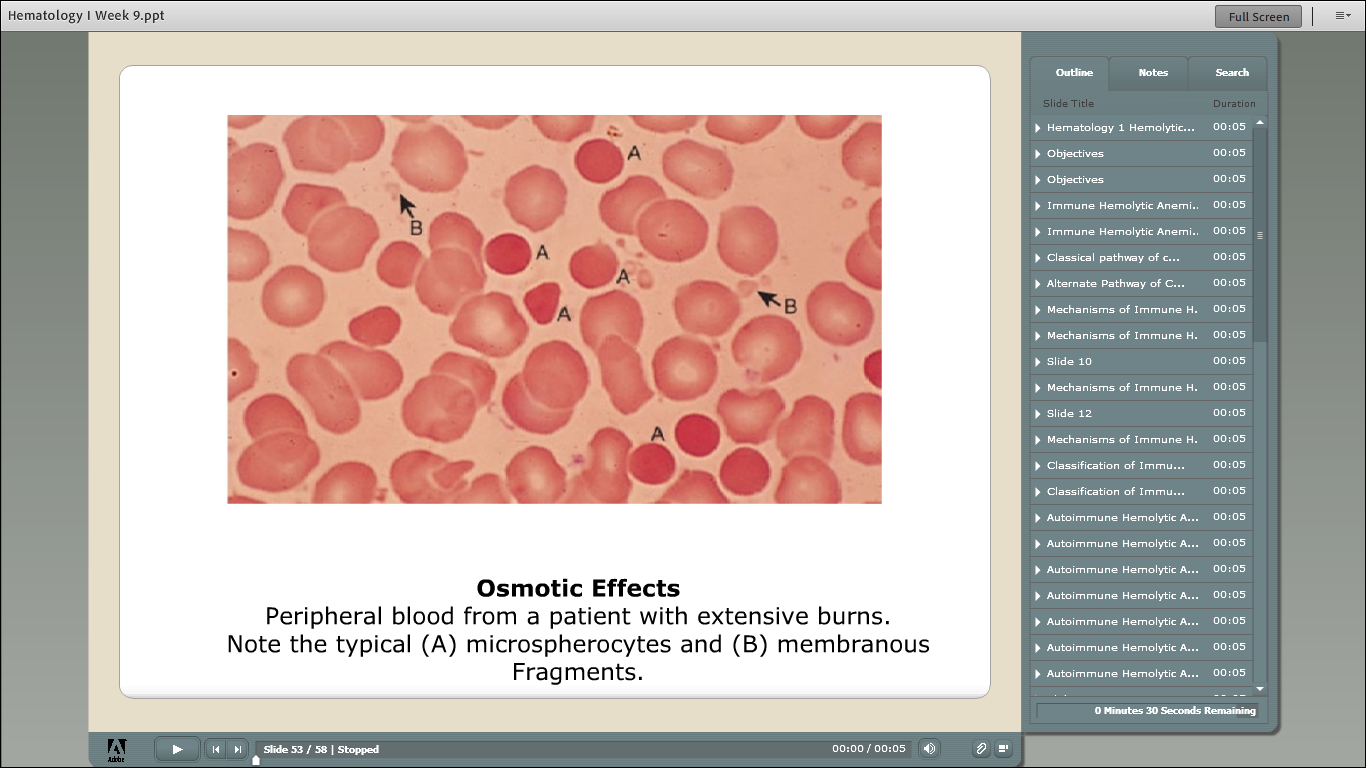 Hematology I Week 9.ppt
Full Screen
A
B
A
A
A
B
A
Osmotic Effects
Peripheral blood from a patient with extensive burns.
Note the typical (A) microspherocytes and (B) membranous
Fragments.
Outline Notes Search
Slide Title Duration
Hematology 1 Hemolytic... 00:05
Objectives 00:05
Objectives 00:05
Immune Hemolytic Anemi.. 00:05
Immune Hemolytic Anemi.. 00:05
Classical pathway of c... 00:05
Alternate Pathway of C... 00:05
Mechanisms of Immune H. 00:05
Mechanisms of Immune H. 00:05
Slide 10 00:05
Mechanisms of Immune H. 00:05
Slide 12 00:05
Mechanisms of Immune H. 00:05
Classification of Immu... 00:05
Classification of Immu... 00:05
Autoimmune Hemolytic A... 00:05
Autoimmune Hemolytic A... 00:05
Autoimmune Hemolytic A... 00:05
Autoimmune Hemolytic A... 00:05
Autoimmune Hemolytic A... 00:05
Autoimmune Hemolytic A... 00:05
Autoimmune Hemolytic A... 00:05
0 Minutes 30 Seconds Remaining
Adobe
Slide 53 / 58 | Stopped 00:00 / 00:05